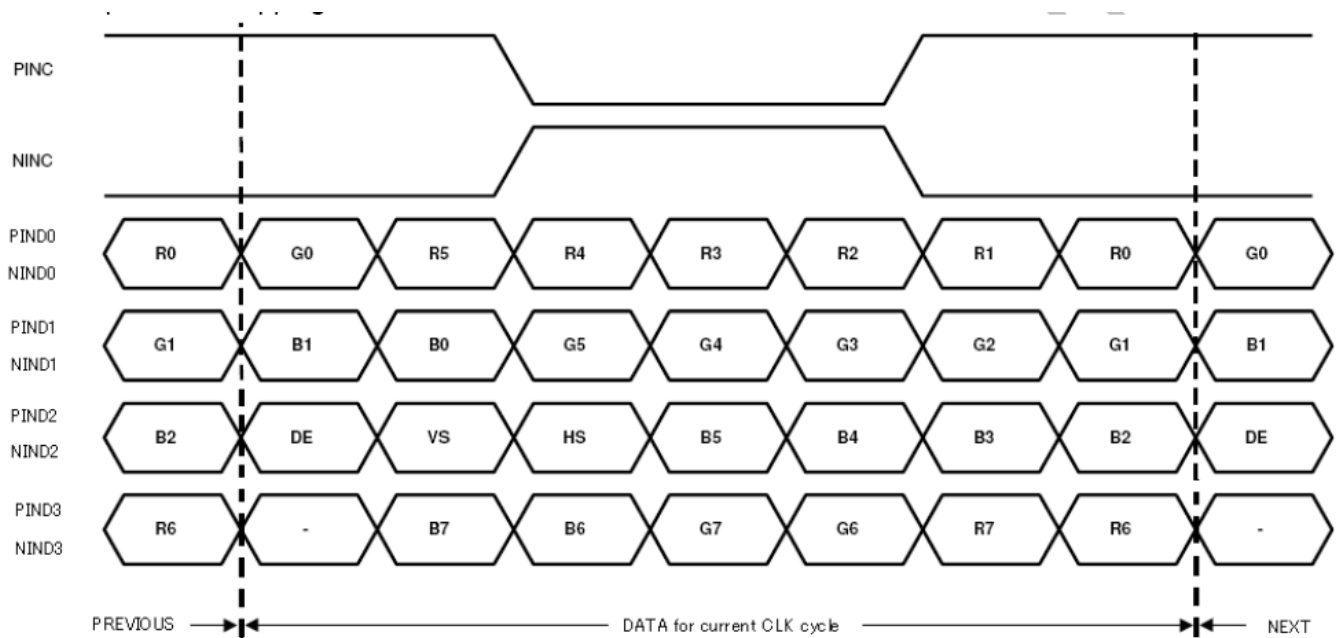 PINC
NINC
PIND0
R0 G0 R5 R4 R3 R2 R1 R0 G0
NIND0
PIND1
G1 B1 B0 G5 G4 G3 G2 G1 B1
NIND1
PIND2
B2 DE VS HS B5 B4 B3 B2 DE
NIND2
PIND3
R6 - B7 B6 G7 G6 R7 R6 -
NIND3
PREVIOUS DATA for current CLK cycle NEXT